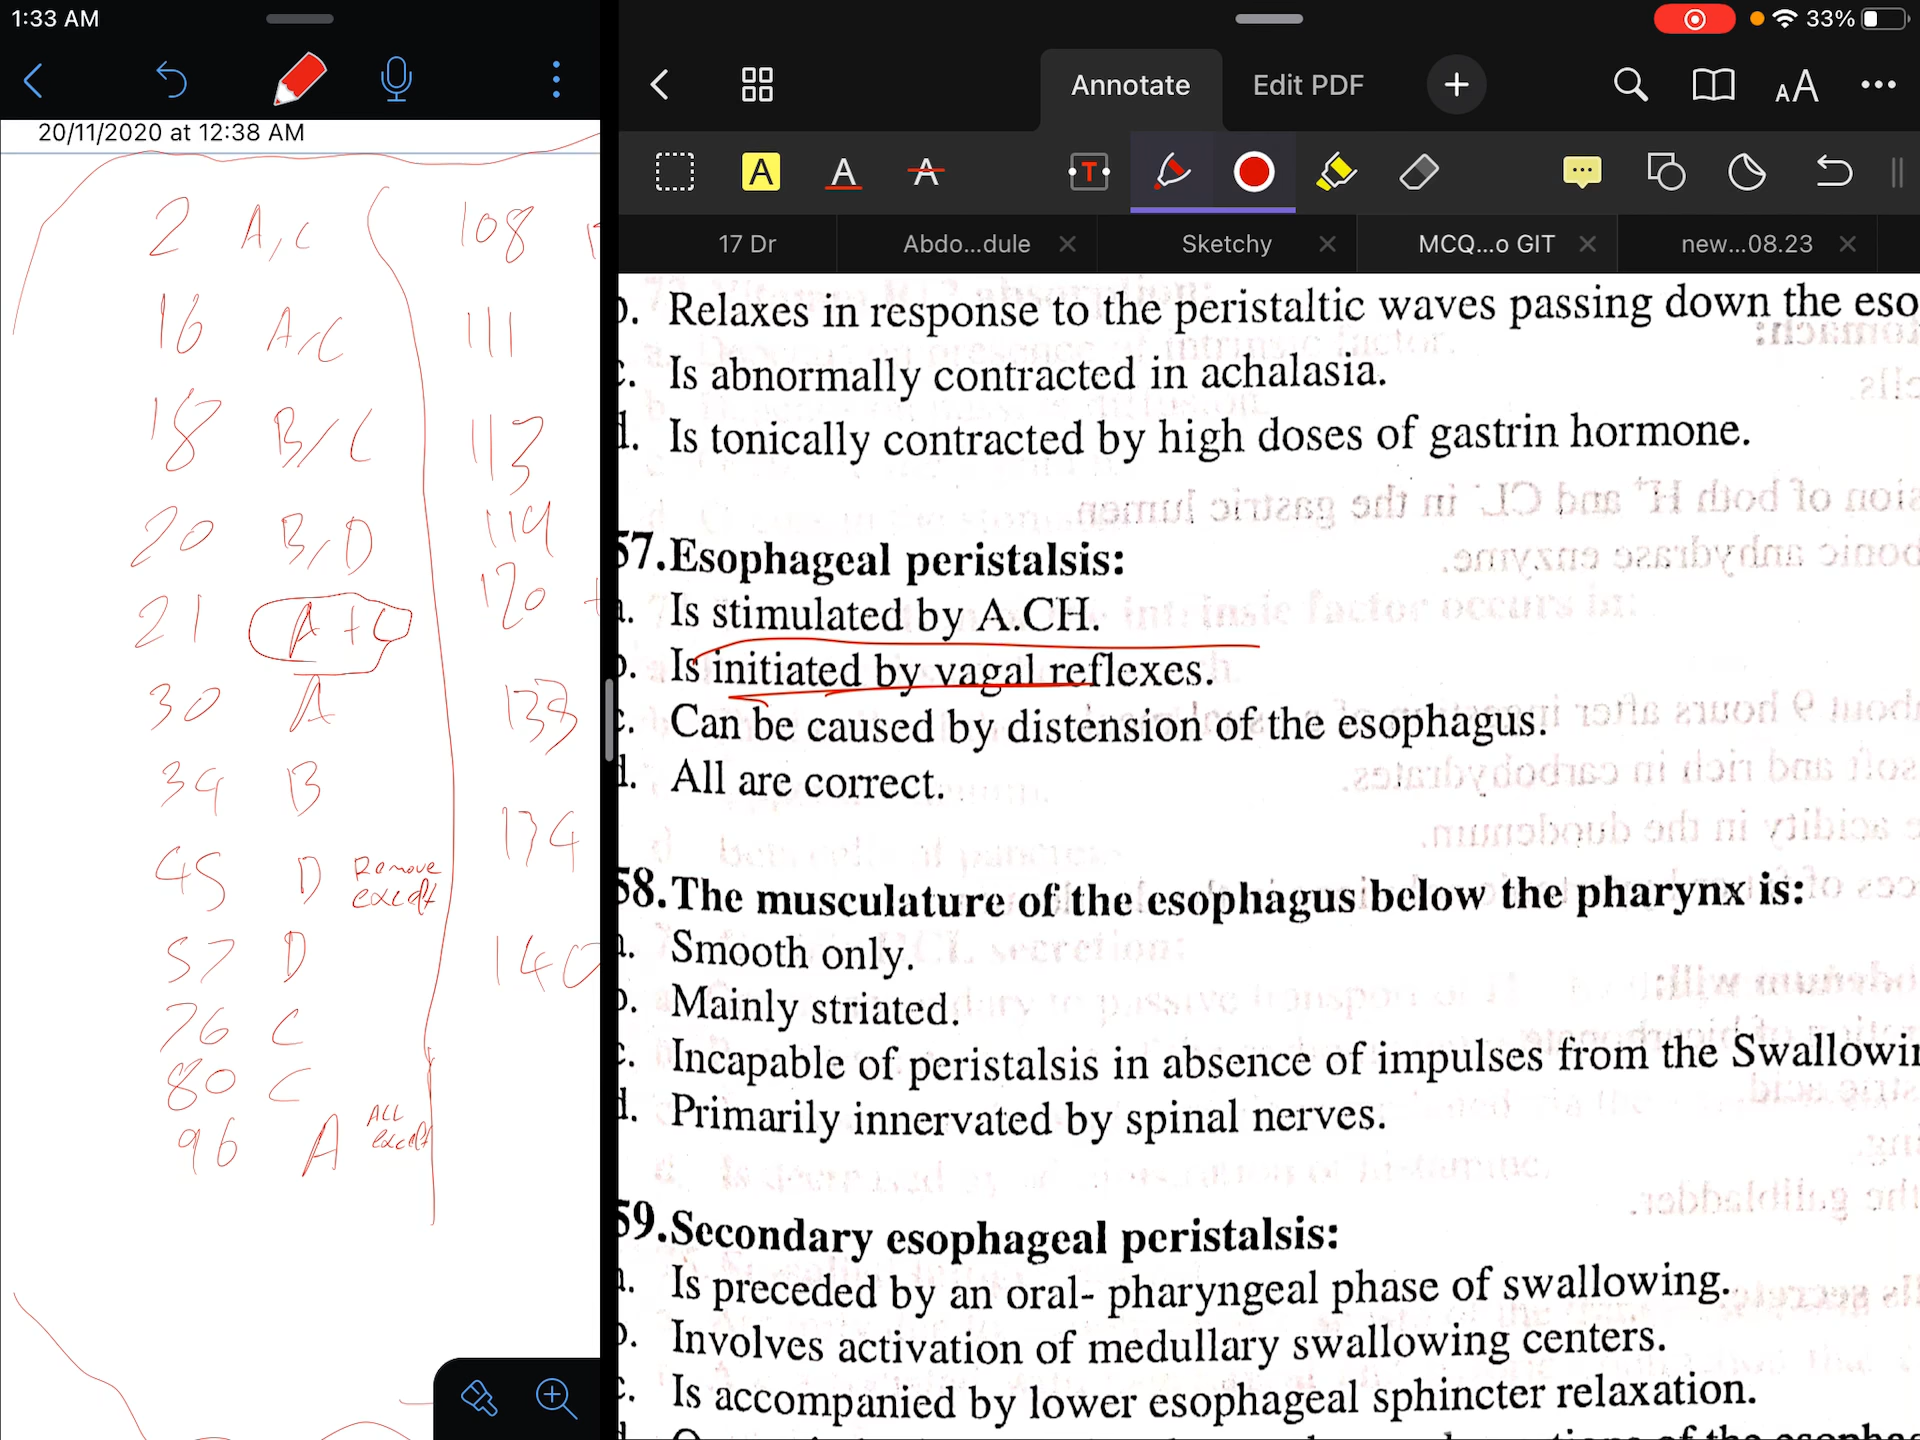 1:33 AM
33%
20/11/2020 at 12:38 AM
2 A,C
16 A,C
18 B/C
20 B/D
21 A+C
30 A
34 B
45 D Remove except
57 D
76 C
80 C
96 A ALL except
108
111
113
114
120
133
134
140
Annotate
Edit PDF
17 Dr
Abdo...dule
Sketchy
MCQ...o GIT
new...08.23
b. Relaxes in response to the peristaltic waves passing down the eso
c. Is abnormally contracted in achalasia.
d. Is tonically contracted by high doses of gastrin hormone.
57. Esophageal peristalsis:
a. Is stimulated by A.CH.
b. Is initiated by vagal reflexes.
c. Can be caused by distension of the esophagus.
d. All are correct.
58. The musculature of the esophagus below the pharynx is:
a. Smooth only.
b. Mainly striated.
c. Incapable of peristalsis in absence of impulses from the Swallowin
d. Primarily innervated by spinal nerves.
59. Secondary esophageal peristalsis:
a. Is preceded by an oral- pharyngeal phase of swallowing.
b. Involves activation of medullary swallowing centers.
c. Is accompanied by lower esophageal sphincter relaxation.